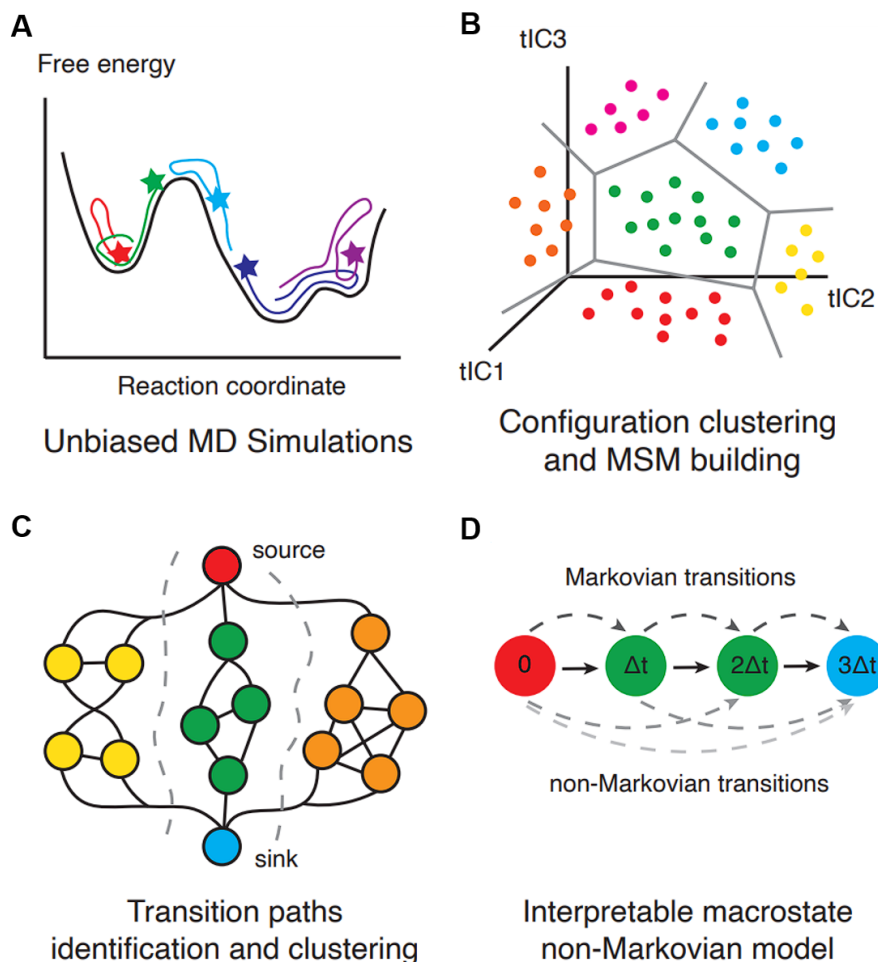 A
Free energy
Reaction coordinate
Unbiased MD Simulations
B
tIC3
tIC2
tIC1
Configuration clustering
and MSM building
C
source
sink
Transition paths
identification and clustering
D
Markovian transitions
0
Δt
2Δt
3Δt
non-Markovian transitions
Interpretable macrostate
non-Markovian model